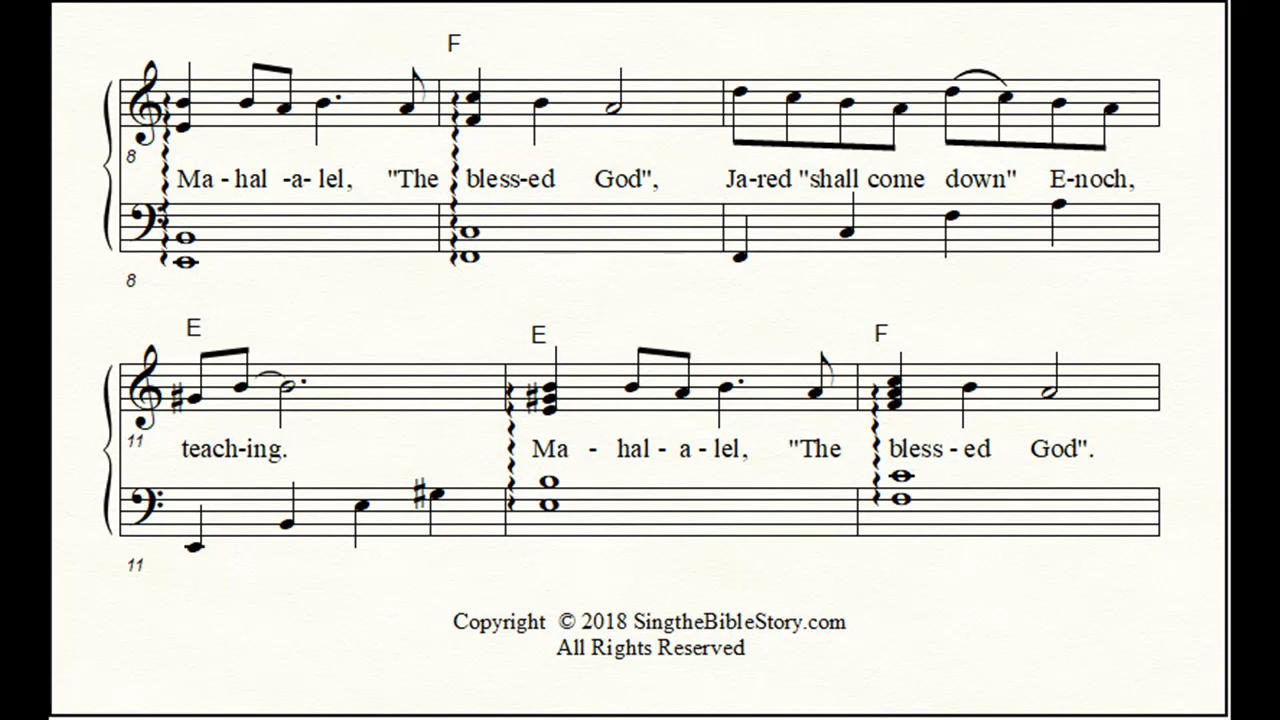 F
8
Ma - hal -a- lel, "The bless-ed God", Ja-red "shall come down" E-noch,
8
E E F
11
teach-ing. Ma - hal - a - lel, "The bless - ed God".
11
Copyright © 2018 SingtheBibleStory.com
All Rights Reserved